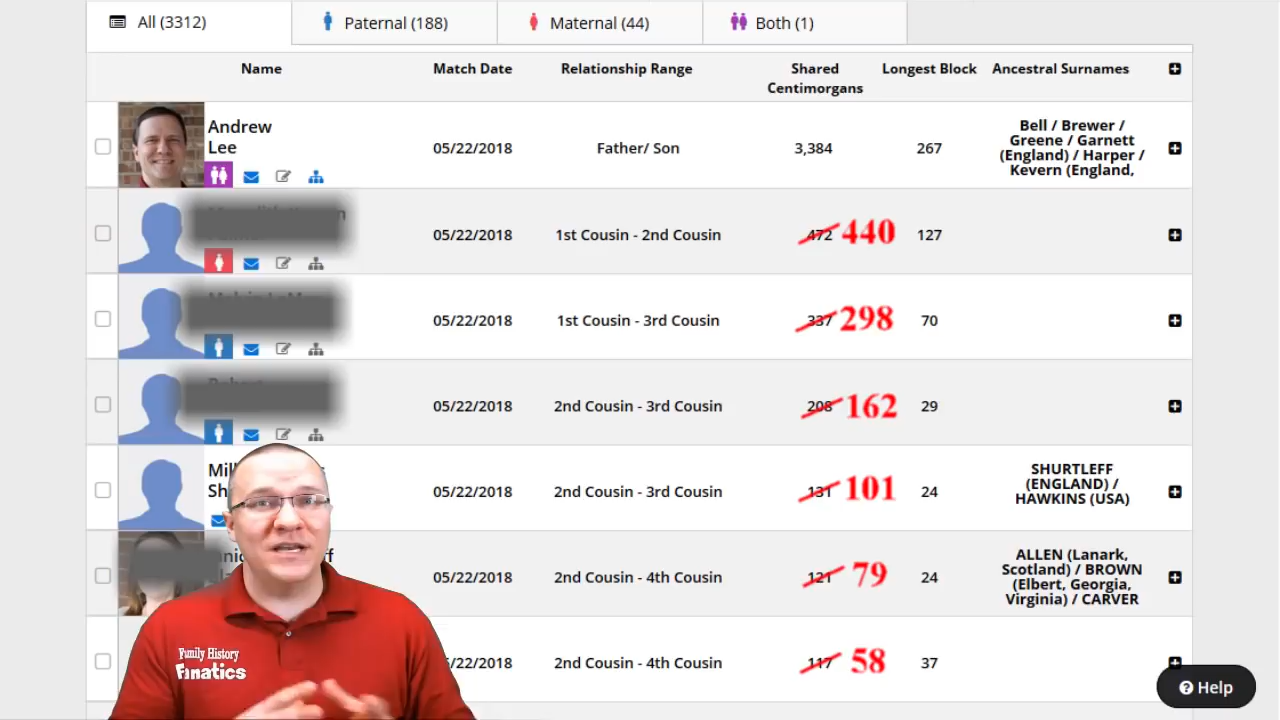 All (3312)
Paternal (188)
Maternal (44)
Both (1)
Name
Match Date
Relationship Range
Shared
Centimorgans
Longest Block
Ancestral Surnames
Andrew
Lee
05/22/2018
Father/ Son
3,384
267
Bell / Brewer /
Greene / Garnett
(England) / Harper /
Kevern (England,
05/22/2018
1st Cousin - 2nd Cousin
472 440
127
05/22/2018
1st Cousin - 3rd Cousin
337 298
70
05/22/2018
2nd Cousin - 3rd Cousin
208 162
29
05/22/2018
2nd Cousin - 3rd Cousin
131 101
24
SHURTLEFF
(ENGLAND) /
HAWKINS (USA)
05/22/2018
2nd Cousin - 4th Cousin
121 79
24
ALLEN (Lanark,
Scotland) / BROWN
(Elbert, Georgia,
Virginia) / CARVER
/22/2018
2nd Cousin - 4th Cousin
117 58
37
Family History
Fanatics
Help